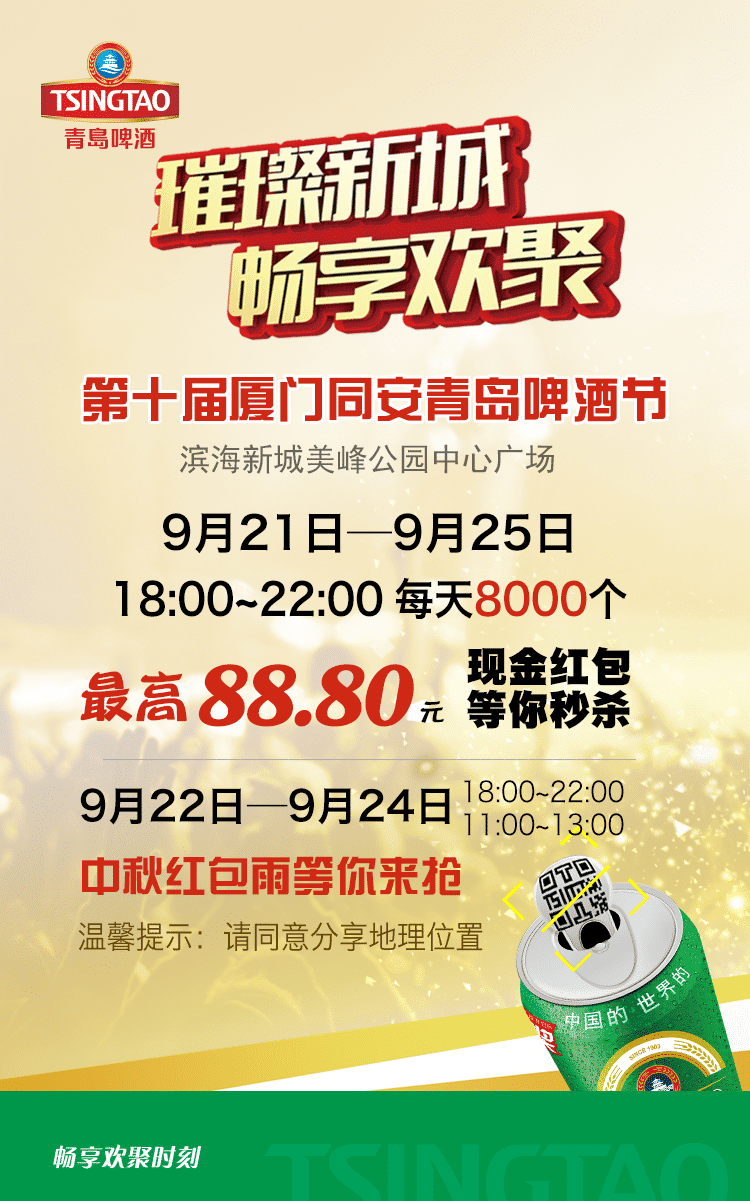 TSINGTAO
青島啤酒
璀璨新城
畅享欢聚
第十届厦门同安青岛啤酒节
滨海新城美峰公园中心广场
9月21日—9月25日
18:00~22:00 每天8000个
最高88.80元
现金红包
等你秒杀
9月22日—9月24日
18:00~22:00
11:00~13:00
中秋红包雨等你来抢
温馨提示：请同意分享地理位置
中国的 世界的
SINCE 1903
畅享欢聚时刻
TSINGTAO